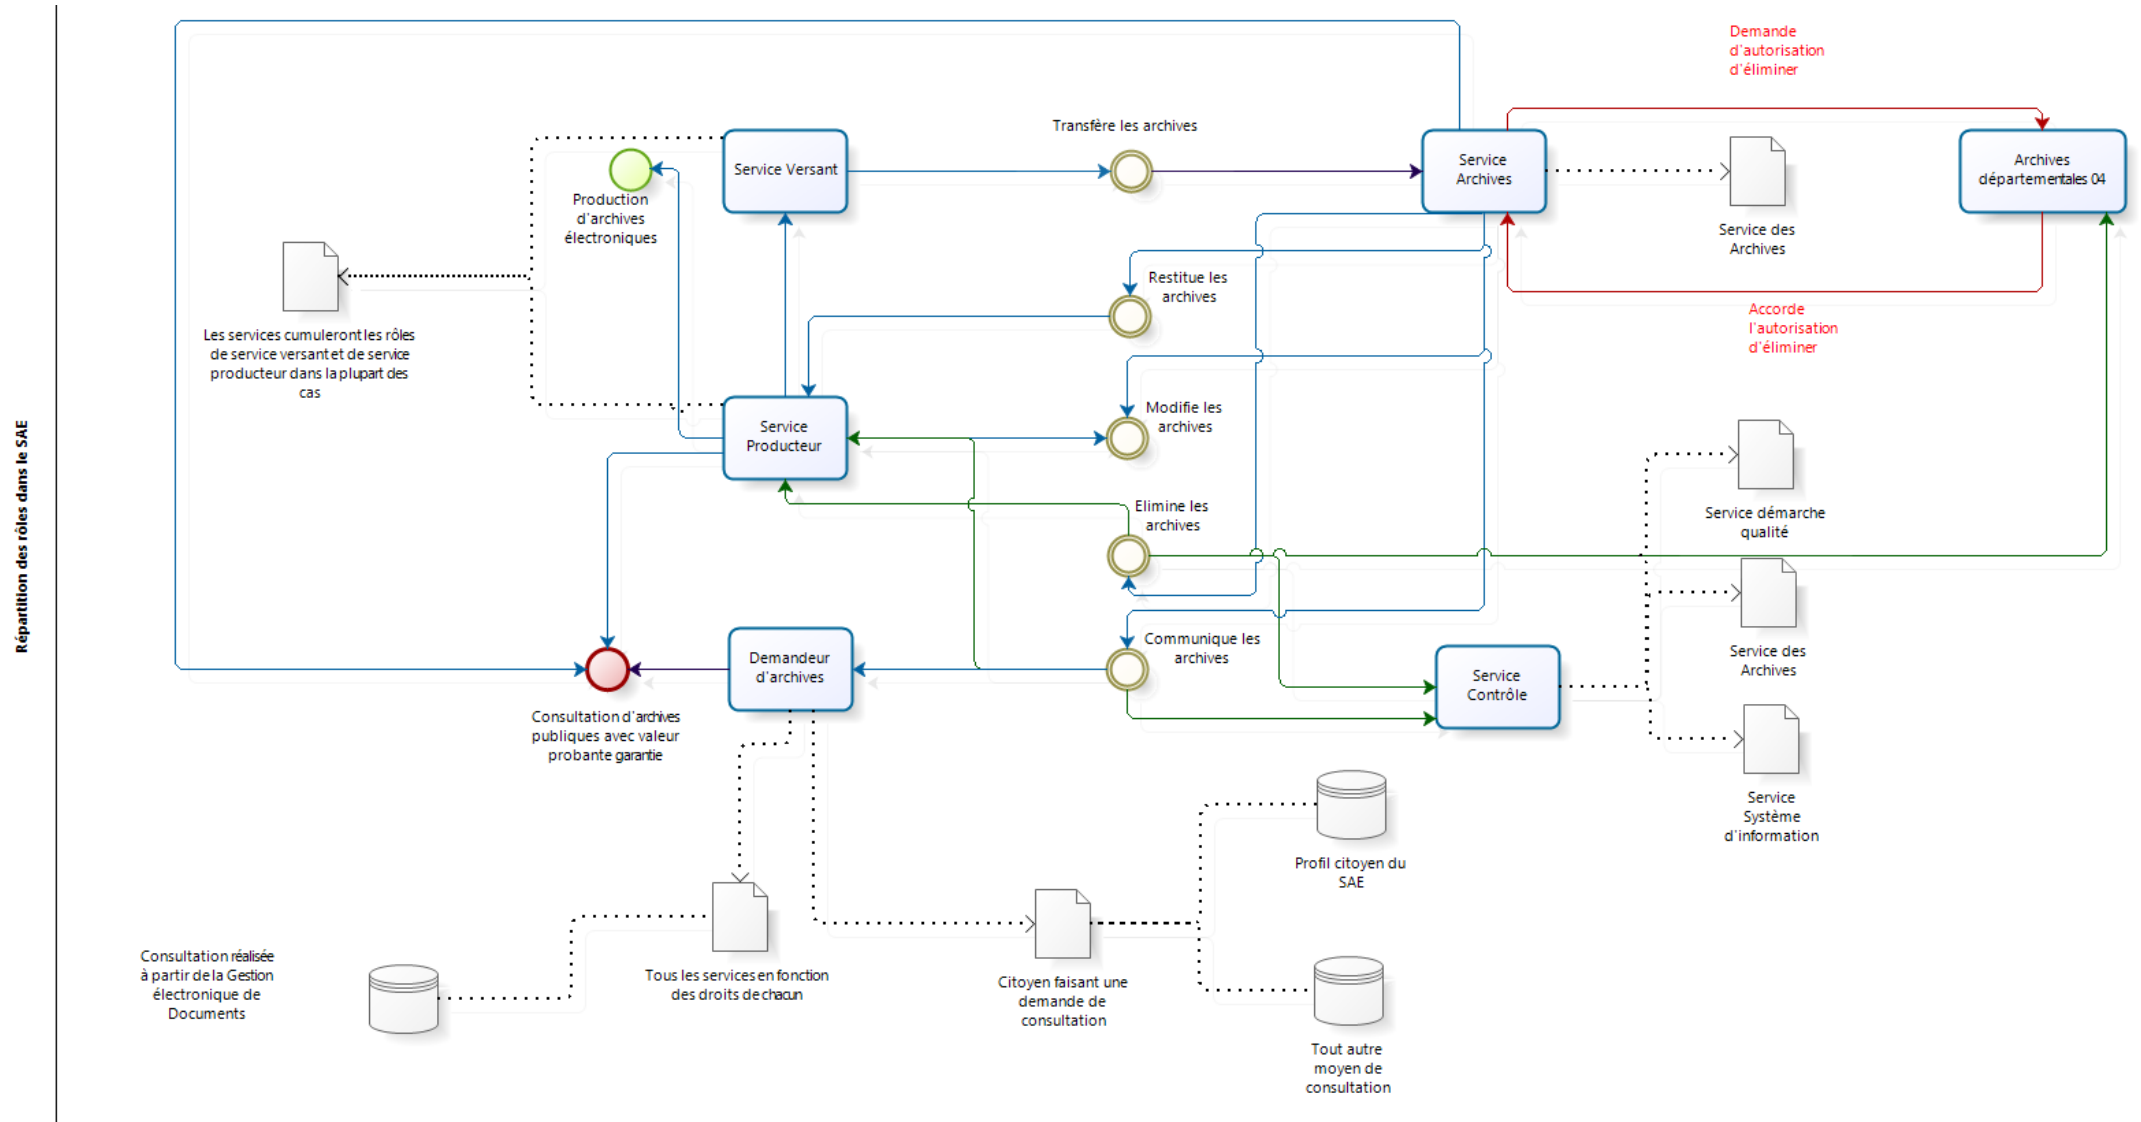 Répartition des rôles dans le SAE
Demande
d'autorisation
d'éliminer
Transfère les archives
Service Versant
Service
Archives
Archives
départementales 04
Production
d'archives
électroniques
Service des
Archives
Restitue les
archives
Accorde
l'autorisation
d'éliminer
Les services cumuleront les rôles
de service versant et de service
producteur dans la plupart des
cas
Service
Producteur
Modifie les
archives
Elimine les
archives
Service démarche
qualité
Communique les
archives
Service des
Archives
Demandeur
d'archives
Service
Contrôle
Consultation d'archives
publiques avec valeur
probante garantie
Service
Système
d'information
Profil citoyen du
SAE
Consultation réalisée
à partir de la Gestion
électronique de
Documents
Tous les services en fonction
des droits de chacun
Citoyen faisant une
demande de
consultation
Tout autre
moyen de
consultation